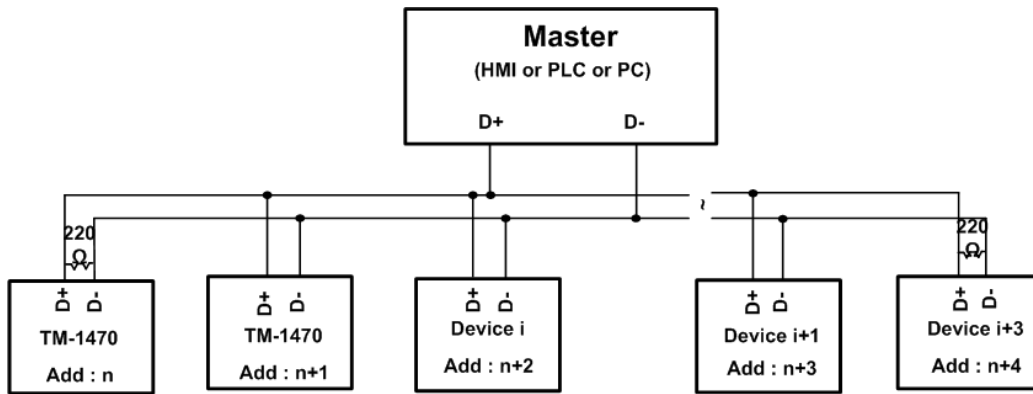 Master
(HMI or PLC or PC)
D+ D-
~
220
Ω
220
Ω
D+ D-
TM-1470
Add : n
D+ D-
TM-1470
Add : n+1
D+ D-
Device i
Add : n+2
D+ D-
Device i+1
Add : n+3
D+ D-
Device i+3
Add : n+4